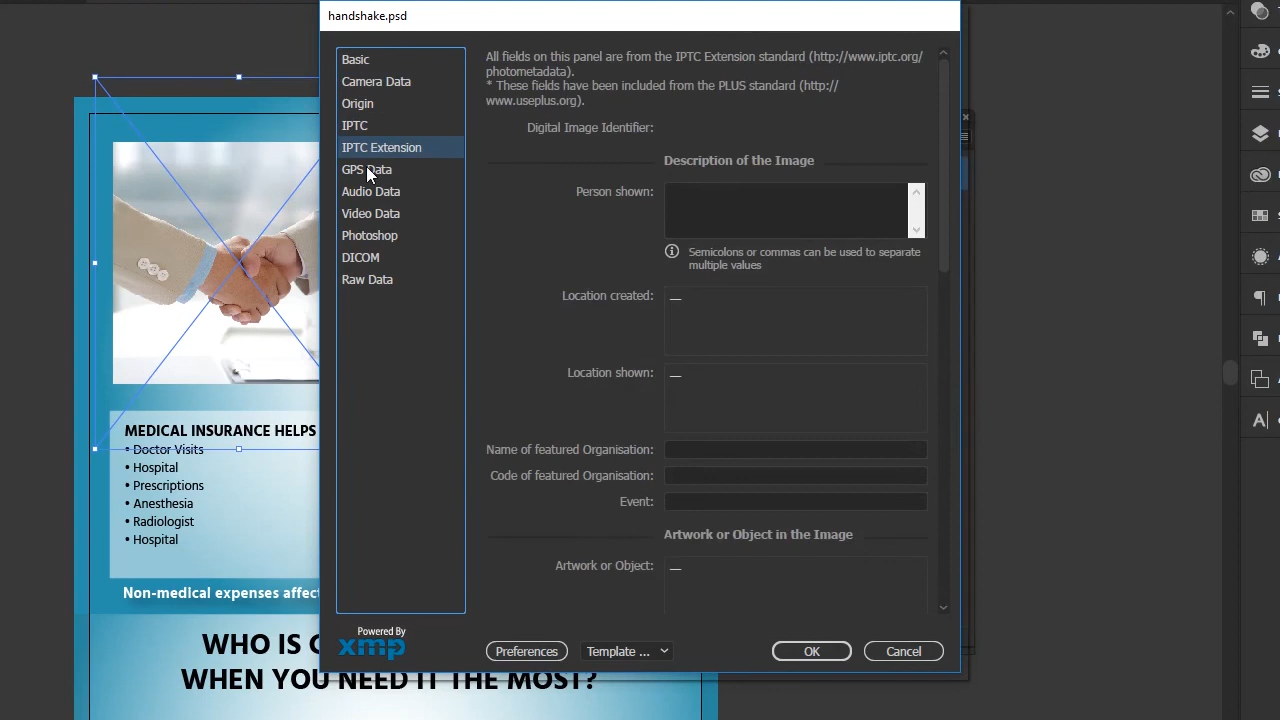 handshake.psd
Basic
Camera Data
Origin
IPTC
IPTC Extension
GPS Data
Audio Data
Video Data
Photoshop
DICOM
Raw Data
Powered By
xmp
All fields on this panel are from the IPTC Extension standard (http://www.iptc.org/
photometadata).
* These fields have been included from the PLUS standard (http://
www.useplus.org).
Digital Image Identifier:
Description of the Image
Person shown:
Semicolons or commas can be used to separate
multiple values
Location created:
Location shown:
Name of featured Organisation:
Code of featured Organisation:
Event:
Artwork or Object in the Image
Artwork or Object:
Preferences
Template ...
OK
Cancel
MEDICAL INSURANCE HELPS
• Doctor Visits
• Hospital
• Prescriptions
• Anesthesia
• Radiologist
• Hospital
Non-medical expenses affect
WHO IS
WHEN YOU NEED IT THE MOST?